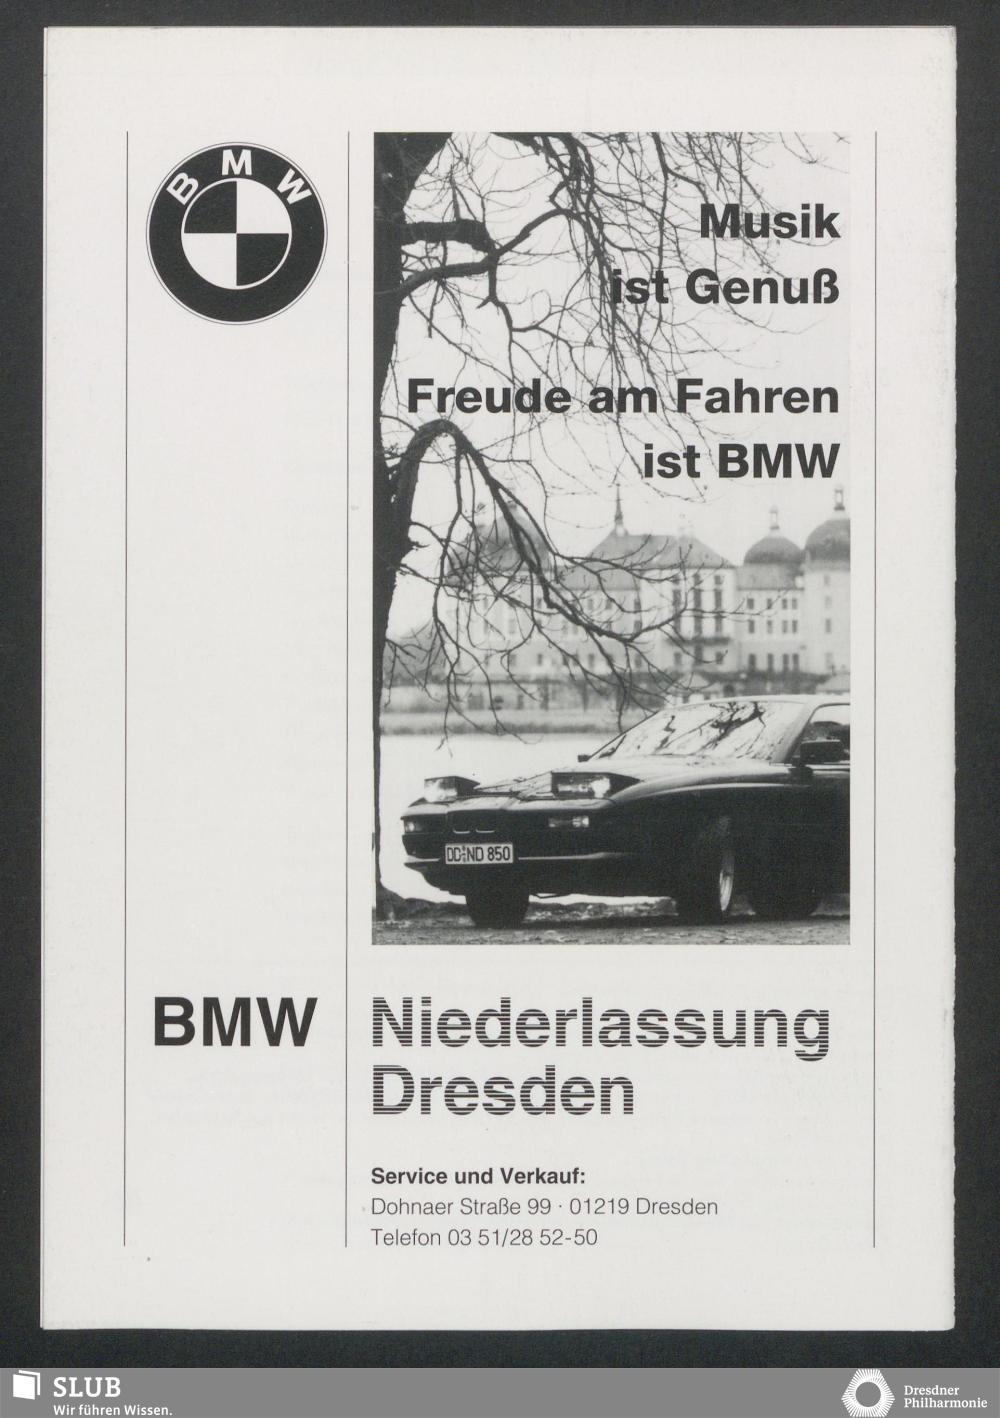 BMW
Musik
ist Genuß
Freude am Fahren
ist BMW
DD:ND 850
BMW Niederlassung
Dresden
Service und Verkauf:
Dohnaer Straße 99 · 01219 Dresden
Telefon 03 51/28 52-50
SLUB
Wir führen Wissen.
Dresdner
Philharmonie